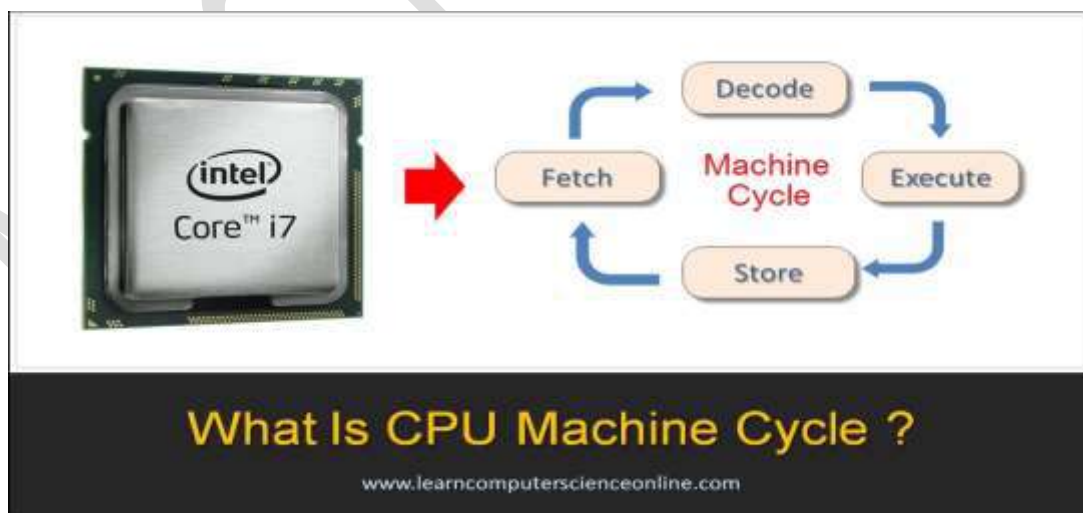 intel
Core™ i7
Decode
Fetch
Machine
Cycle
Execute
Store
What Is CPU Machine Cycle ?
www.learncomputerscienceonline.com